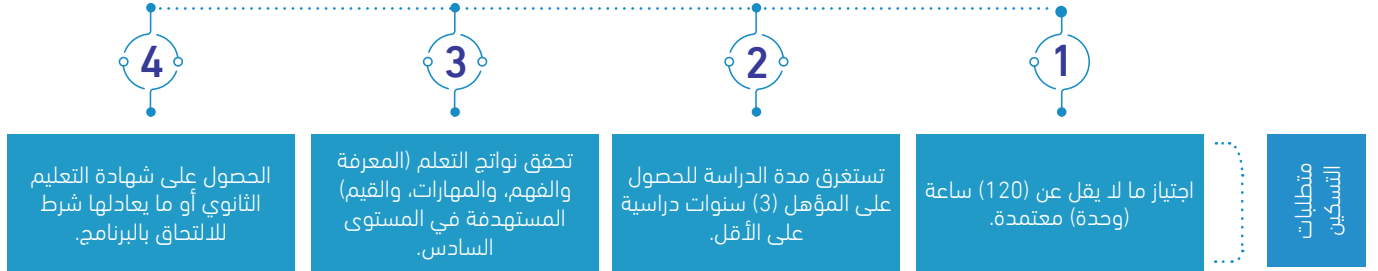 متطلبات
التسكين
1
اجتياز ما لا يقل عن (120) ساعة
(وحدة) معتمدة.
2
تستغرق مدة الدراسة للحصول
على المؤهل (3) سنوات دراسية
على الأقل.
3
تحقق نواتج التعلم (المعرفة
والفهم، والمهارات، والقيم)
المستهدفة في المستوى
السادس.
4
الحصول على شهادة التعليم
الثانوي أو ما يعادلها شرط
للالتحاق بالبرنامج.